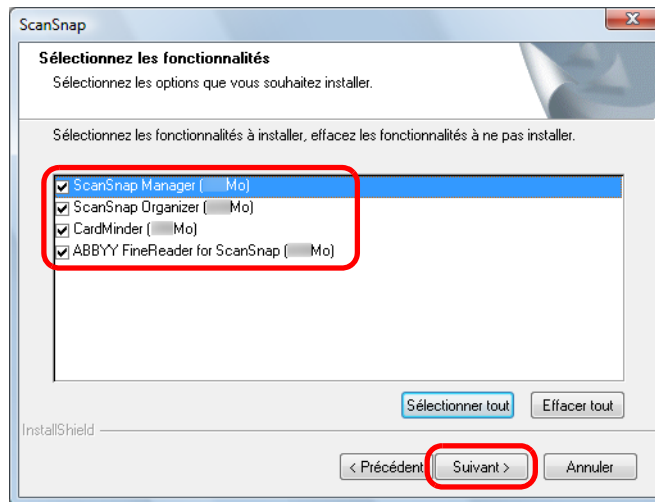 ScanSnap
Sélectionnez les fonctionnalités
Sélectionnez les options que vous souhaitez installer.
Sélectionnez les fonctionnalités à installer, effacez les fonctionnalités à ne pas installer.
ScanSnap Manager ( Mo)
ScanSnap Organizer ( Mo)
CardMinder ( Mo)
ABBYY FineReader for ScanSnap ( Mo)
Sélectionner tout Effacer tout
InstallShield
< Précédent Suivant > Annuler